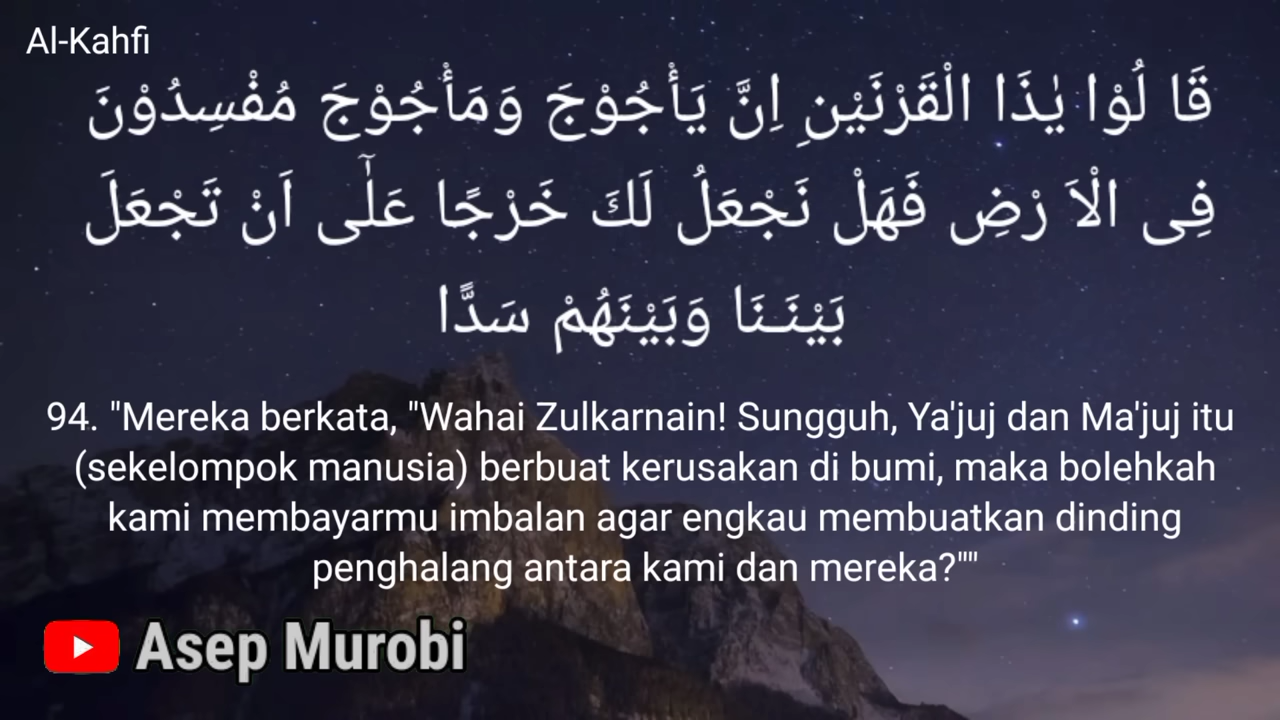 Al-Kahfi
قَا لُوْا يٰذَا الْقَرْنَيْنِ اِنَّ يَأْجُوْجَ وَمَأْجُوْجَ مُفْسِدُوْنَ
فِى الْاَ رْضِ فَهَلْ نَجْعَلُ لَكَ خَرْجًا عَلٰۤى اَنْ تَجْعَلَ
بَيْنَـنَا وَبَيْنَهُمْ سَدًّا
94. "Mereka berkata, "Wahai Zulkarnain! Sungguh, Ya'juj dan Ma'juj itu
(sekelompok manusia) berbuat kerusakan di bumi, maka bolehkah
kami membayarmu imbalan agar engkau membuatkan dinding
penghalang antara kami dan mereka?""
Asep Murobi